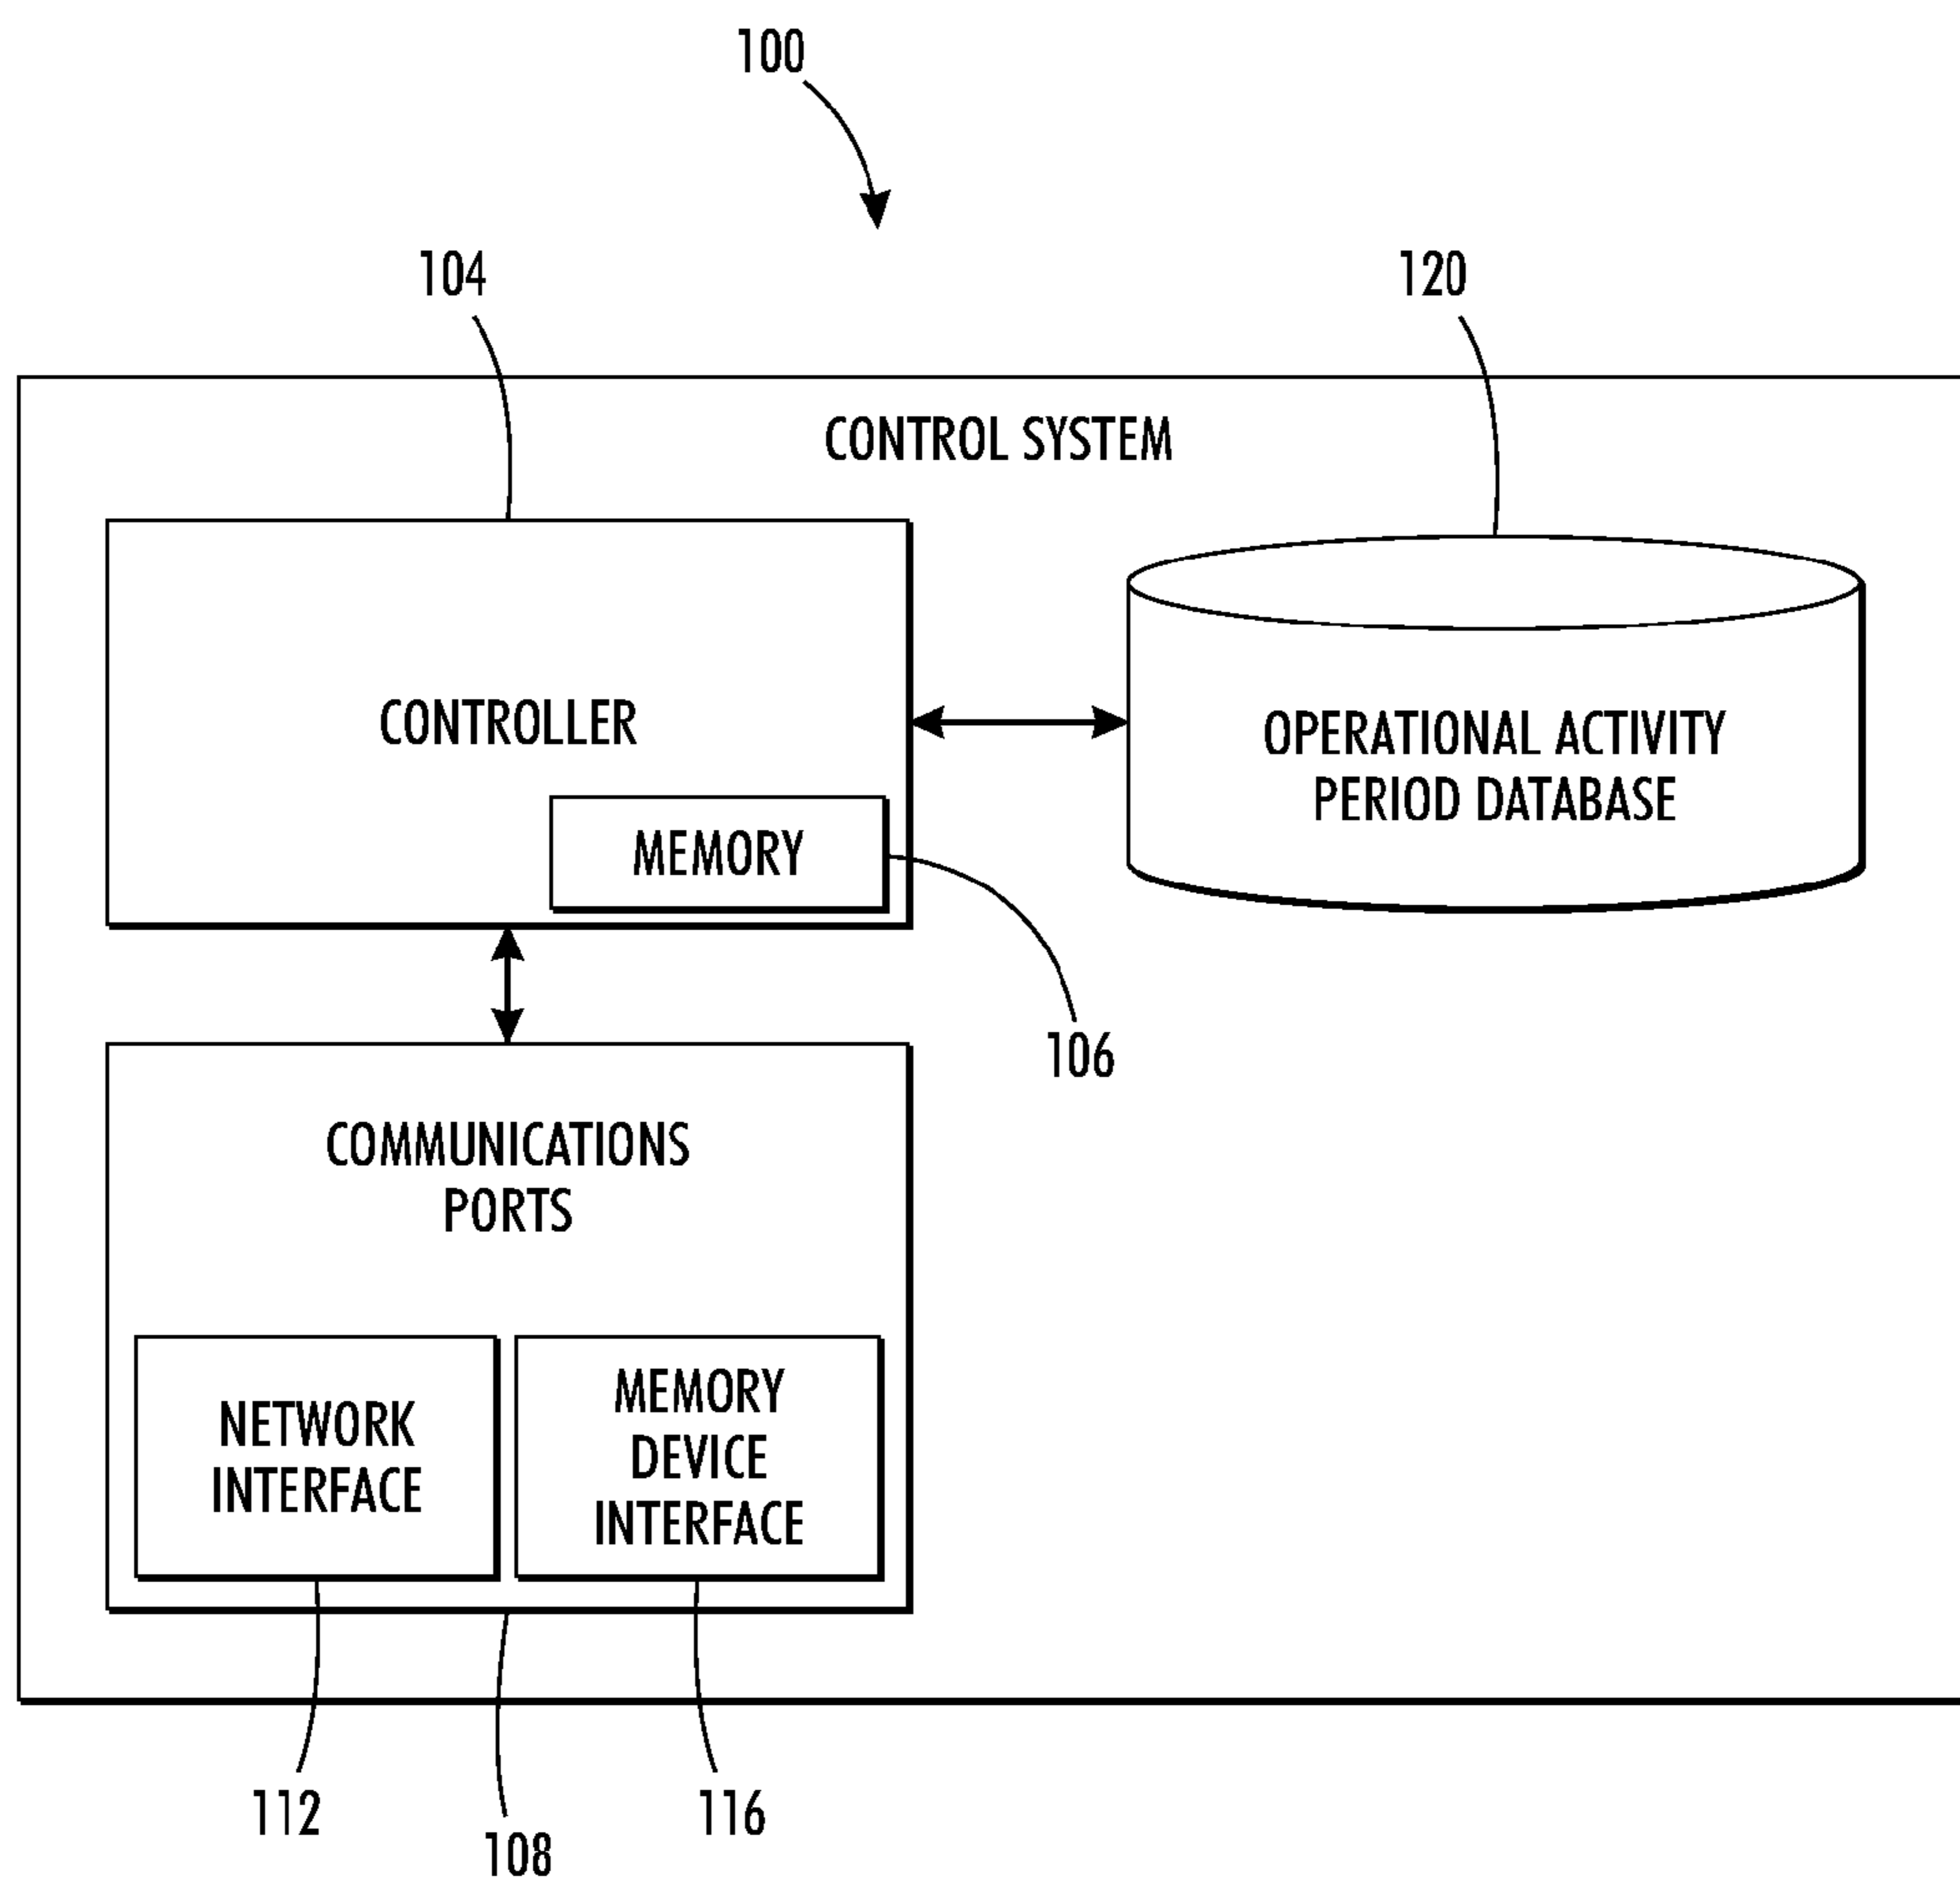 100
104
120
CONTROL SYSTEM
CONTROLLER
OPERATIONAL ACTIVITY
PERIOD DATABASE
MEMORY
106
COMMUNICATIONS
PORTS
NETWORK
INTERFACE
MEMORY
DEVICE
INTERFACE
112
108
116